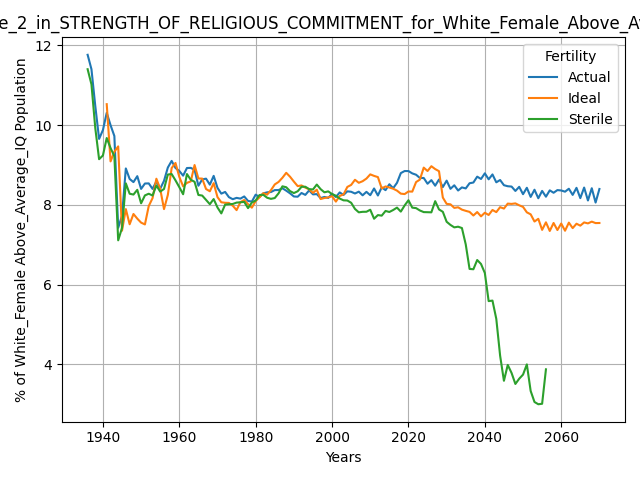 e_2_in_STRENGTH_OF_RELIGIOUS_COMMITMENT_for_White_Female_Above_Av
Fertility
Actual
Ideal
Sterile
% of White_Female Above_Average_IQ Population
12
10
8
6
4
1940
1960
1980
2000
2020
2040
2060
Years